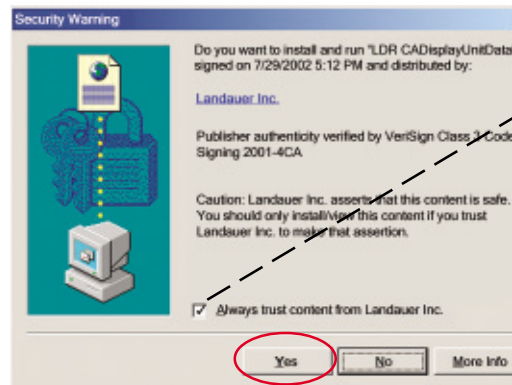 Security Warning
Do you want to install and run "LDR CADisplayUnitData
signed on 7/29/2002 5:12 PM and distributed by:
Landauer Inc.
Publisher authenticity verified by VeriSign Class 3 Code
Signing 2001-4CA
Caution: Landauer Inc. asserts that this content is safe.
You should only install/view this content if you trust
Landauer Inc. to make that assertion.
Always trust content from Landauer Inc.
Yes No More Info